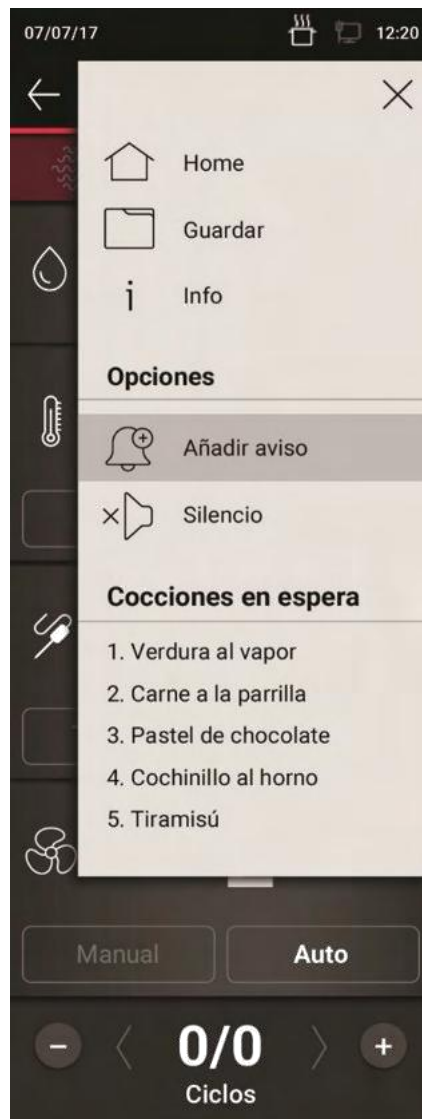 07/07/17 12:20
Home
Guardar
Info
Opciones
Añadir aviso
Silencio
Cocciones en espera
1. Verdura al vapor
2. Carne a la parrilla
3. Pastel de chocolate
4. Cochinillo al horno
5. Tiramisú
Manual Auto
0/0
Ciclos